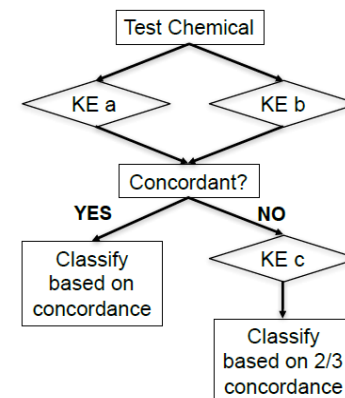 Test Chemical
KE a
KE b
Concordant?
YES
NO
Classify
based on
concordance
KE c
Classify
based on 2/3
concordance